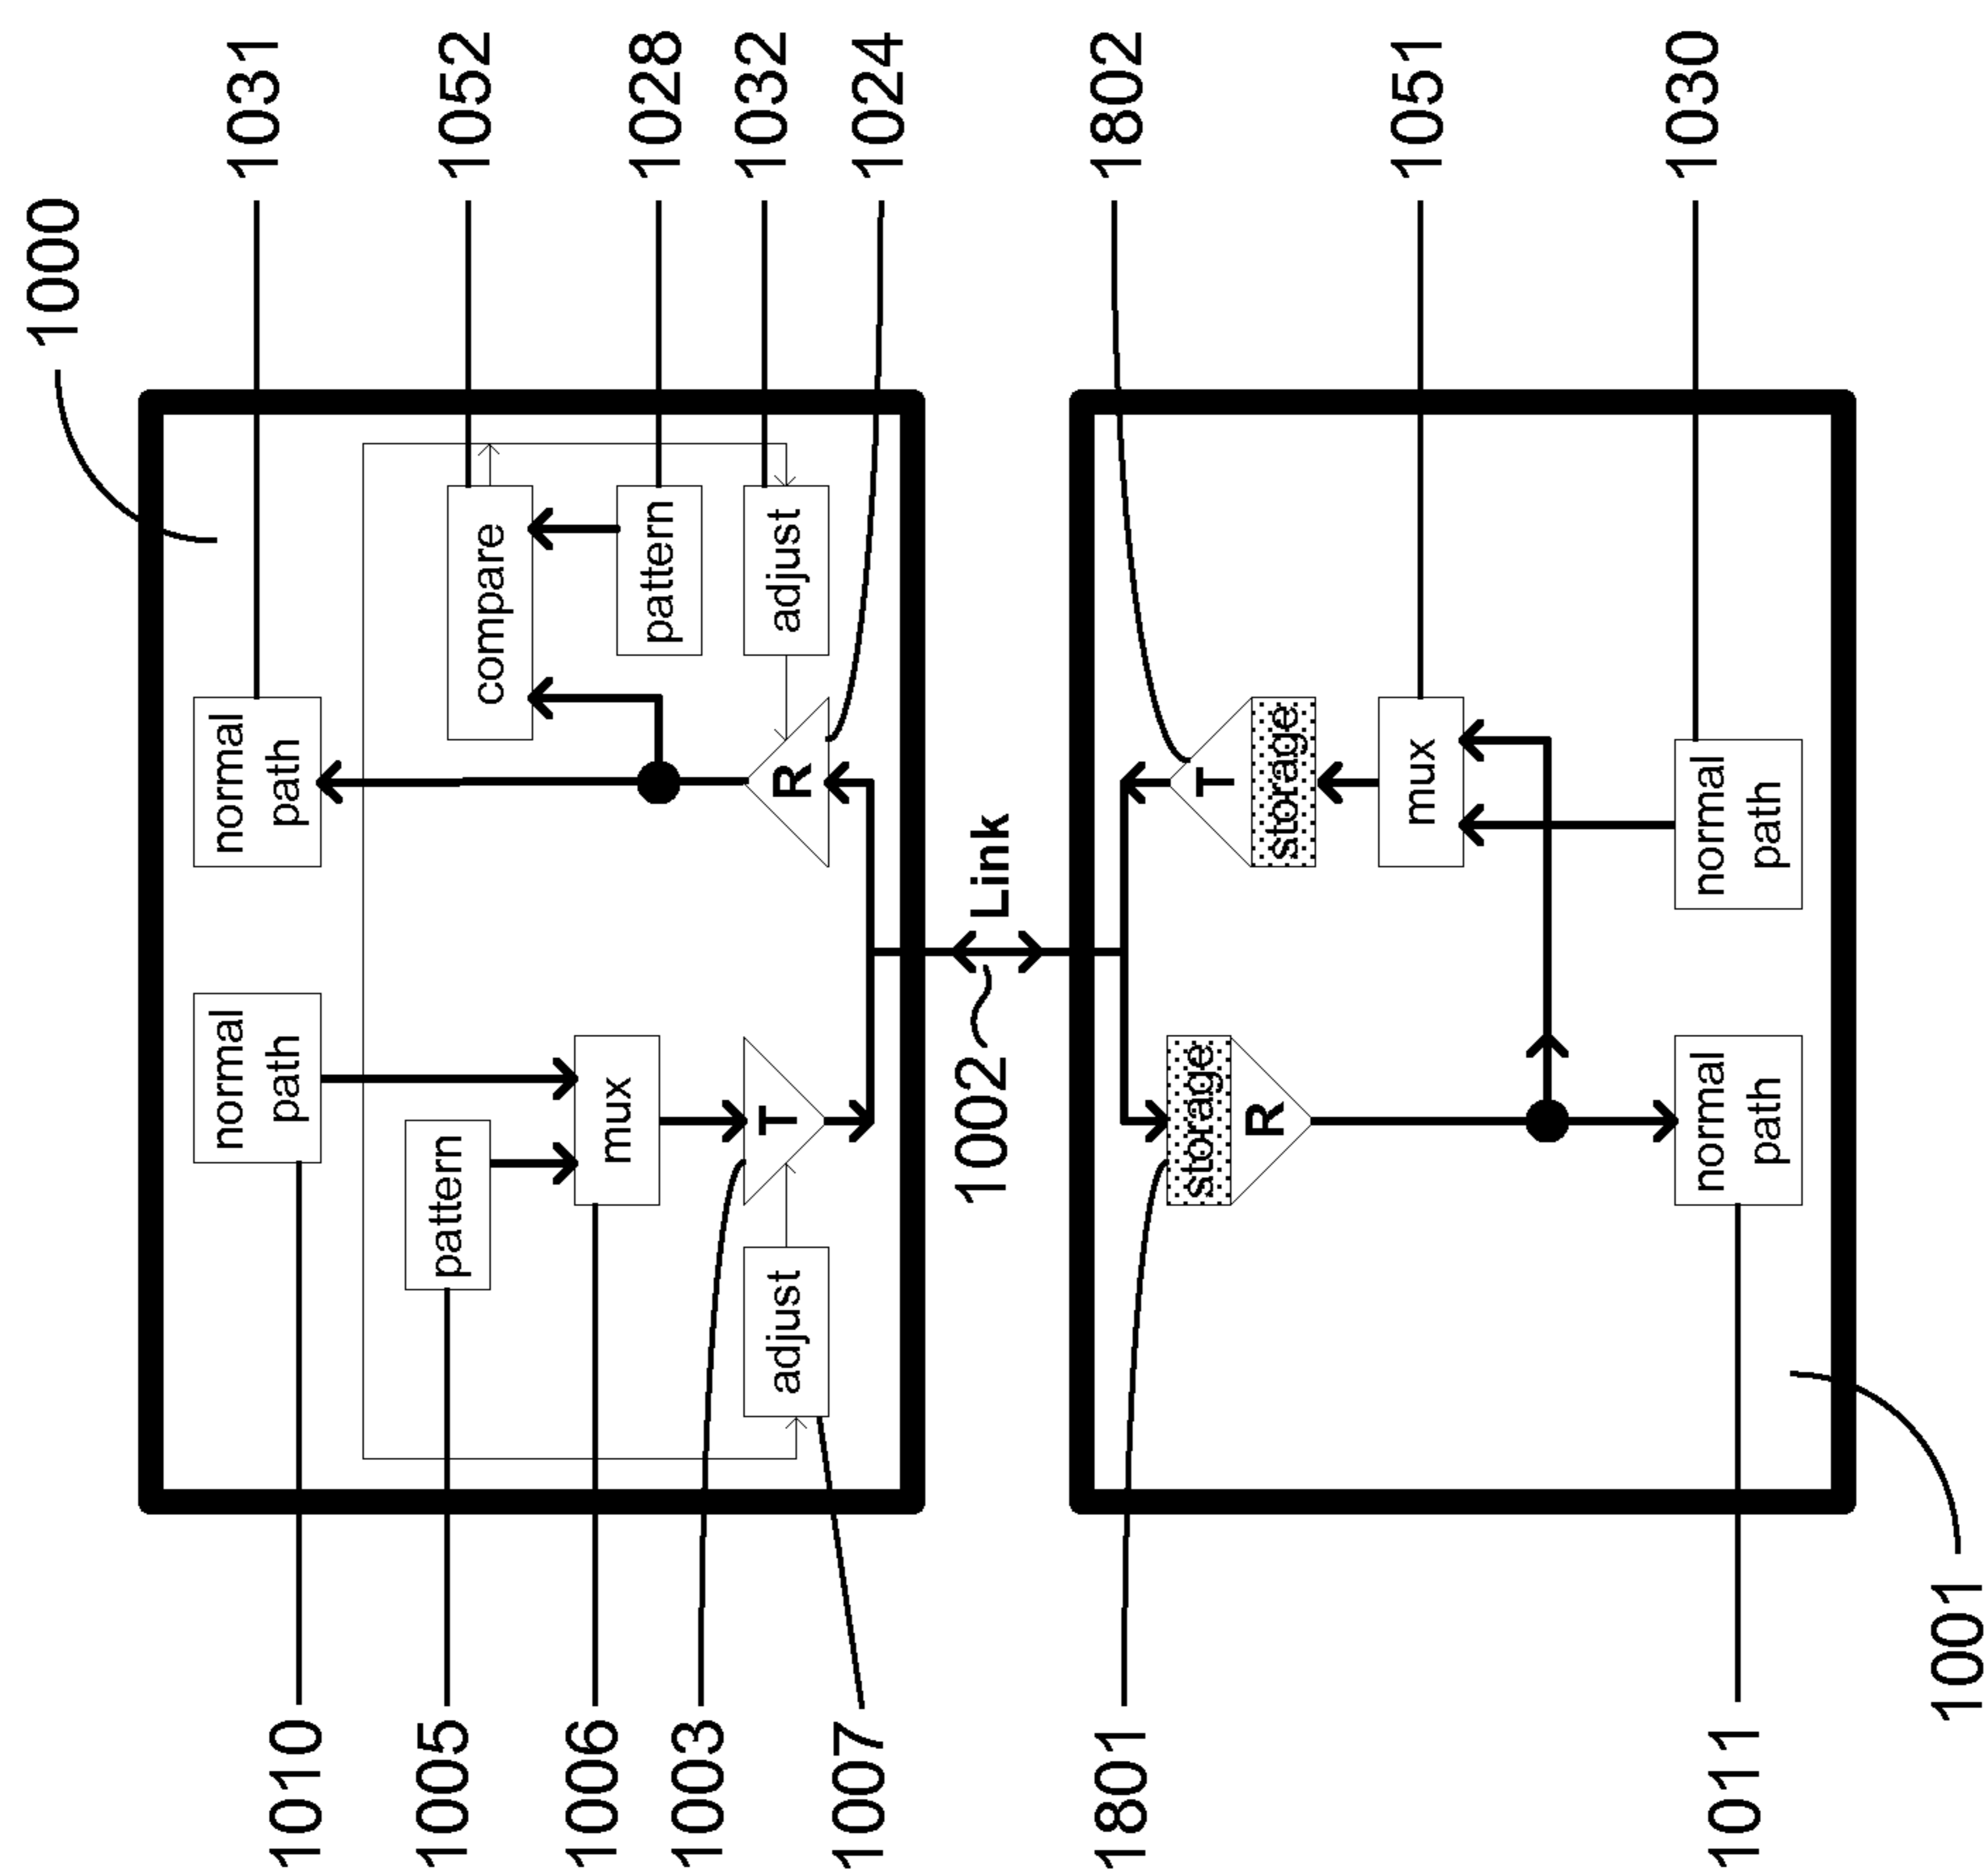 1000
1010
normal
path
normal
path
1031
1005
pattern
compare
1052
1006
mux
pattern
1028
1003
T
R
1032
adjust
adjust
1007
1024
1002
Link
1801
storage
R
T
storage
1802
mux
1051
normal
path
normal
path
1030
1011
1001